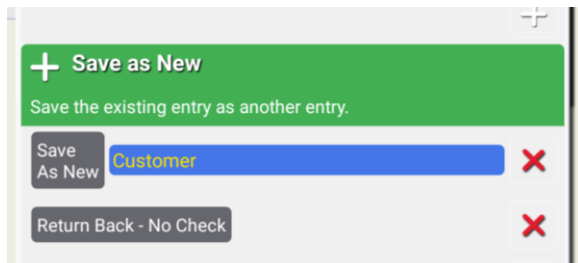 Save as New
Save the existing entry as another entry.
Save
As New
Customer
Return Back - No Check